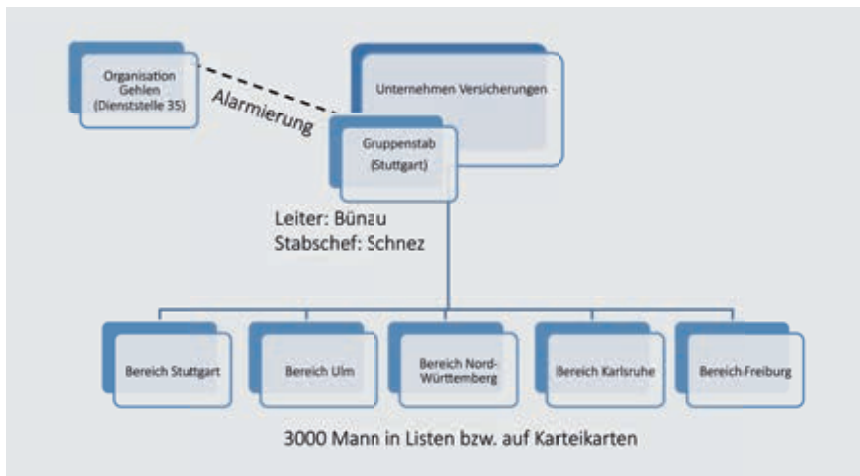 Organisation
Gehlen
(Dienststelle 35)
Alarmierung
Unternehmen Versicherungen
Gruppenstab
(Stuttgart)
Leiter: Bünau
Stabschef: Schnez
Bereich Stuttgart
Bereich Ulm
Bereich Nord-
Württemberg
Bereich Karlsruhe
Bereich Freiburg
3000 Mann in Listen bzw. auf Karteikarten